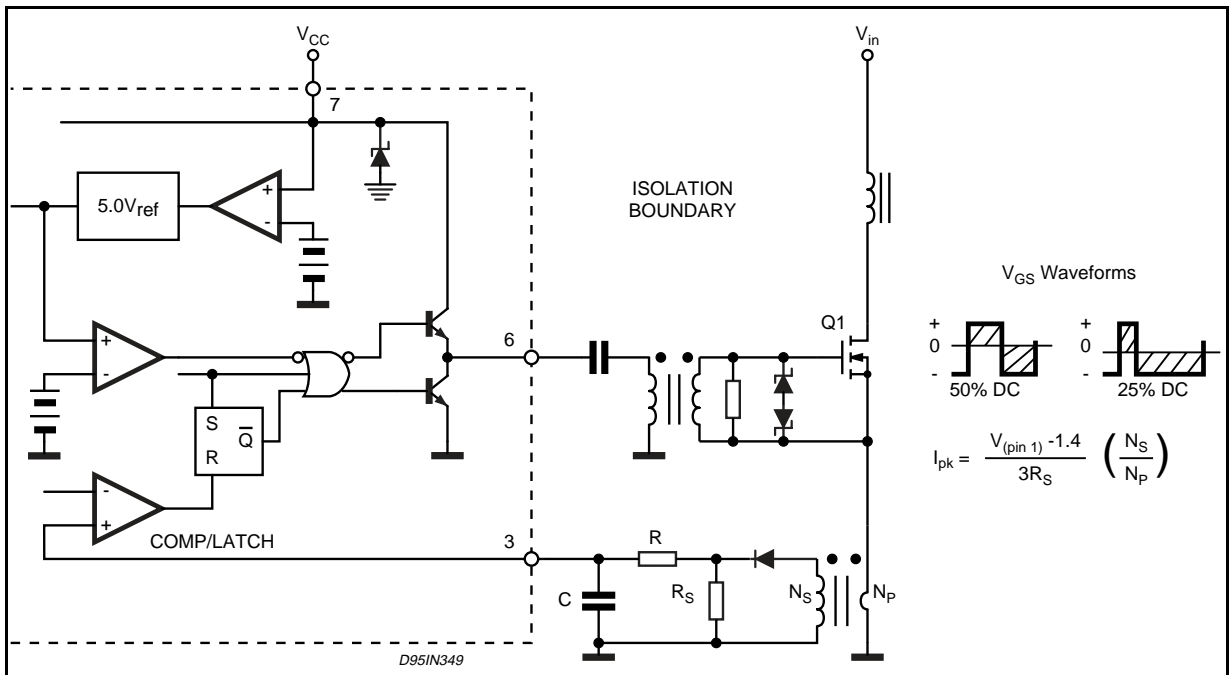 VCC
Vin
7
5.0Vref
+
-
ISOLATION
BOUNDARY
VGS Waveforms
+
0
-
50% DC
+
0
-
25% DC
Q1
6
+
-
S
R
Q̅
-
+
COMP/LATCH
3
R
C
RS
NS
NP
Ipk = V(pin 1) -1.4 / 3RS (NS / NP)
D95IN349